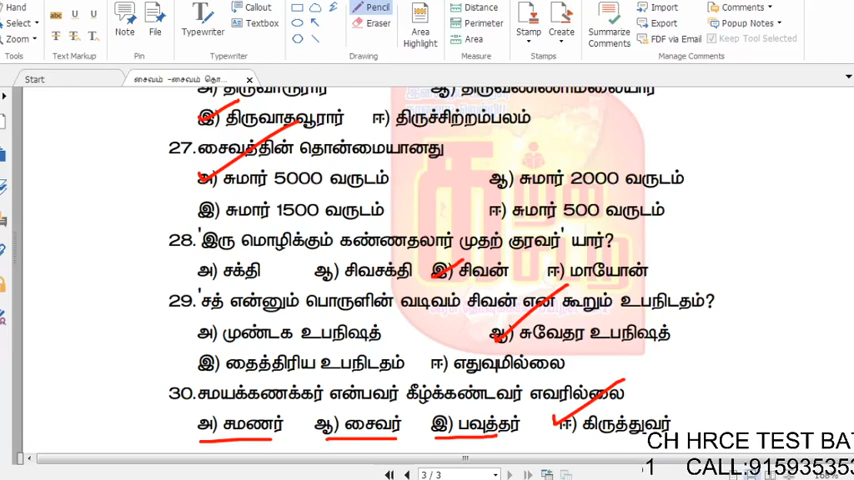 Hand
Select
Zoom
Tools
Text Markup
Note
File
Pin
Typewriter
Callout
Textbox
Typewriter
Pencil
Eraser
Drawing
Area
Highlight
Distance
Perimeter
Area
Measure
Stamp
Create
Stamps
Summarize
Comments
Import
Export
FDF via Email
Comments
Popup Notes
Keep Tool Selected
Manage Comments
Start
சைவம் -சைவம் தொ...
அ) திருவாரூரார் ஆ) திருவண்ணாமலையார்
இ) திருவாதவூரார் ஈ) திருச்சிற்றம்பலம்
27.சைவத்தின் தொன்மையானது
அ) சுமார் 5000 வருடம் ஆ) சுமார் 2000 வருடம்
இ) சுமார் 1500 வருடம் ஈ) சுமார் 500 வருடம்
28.'இரு மொழிக்கும் கண்ணதலார் முதற் குரவர்' யார்?
அ) சக்தி ஆ) சிவசக்தி இ) சிவன் ஈ) மாயோன்
29.'சத் என்னும் பொருளின் வடிவம் சிவன் என கூறும் உபநிடதம்?
அ) முண்டக உபநிஷத் ஆ) சுவேதர உபநிஷத்
இ) தைத்திரிய உபநிடதம் ஈ) எதுவுமில்லை
30.சமயக்கணக்கர் என்பவர் கீழ்க்கண்டவர் எவரில்லை
அ) சமணர் ஆ) சைவர் இ) பவுத்தர் ஈ) கிருத்துவர்
CH HRCE TEST BA
1 CALL:915935353
3 / 3